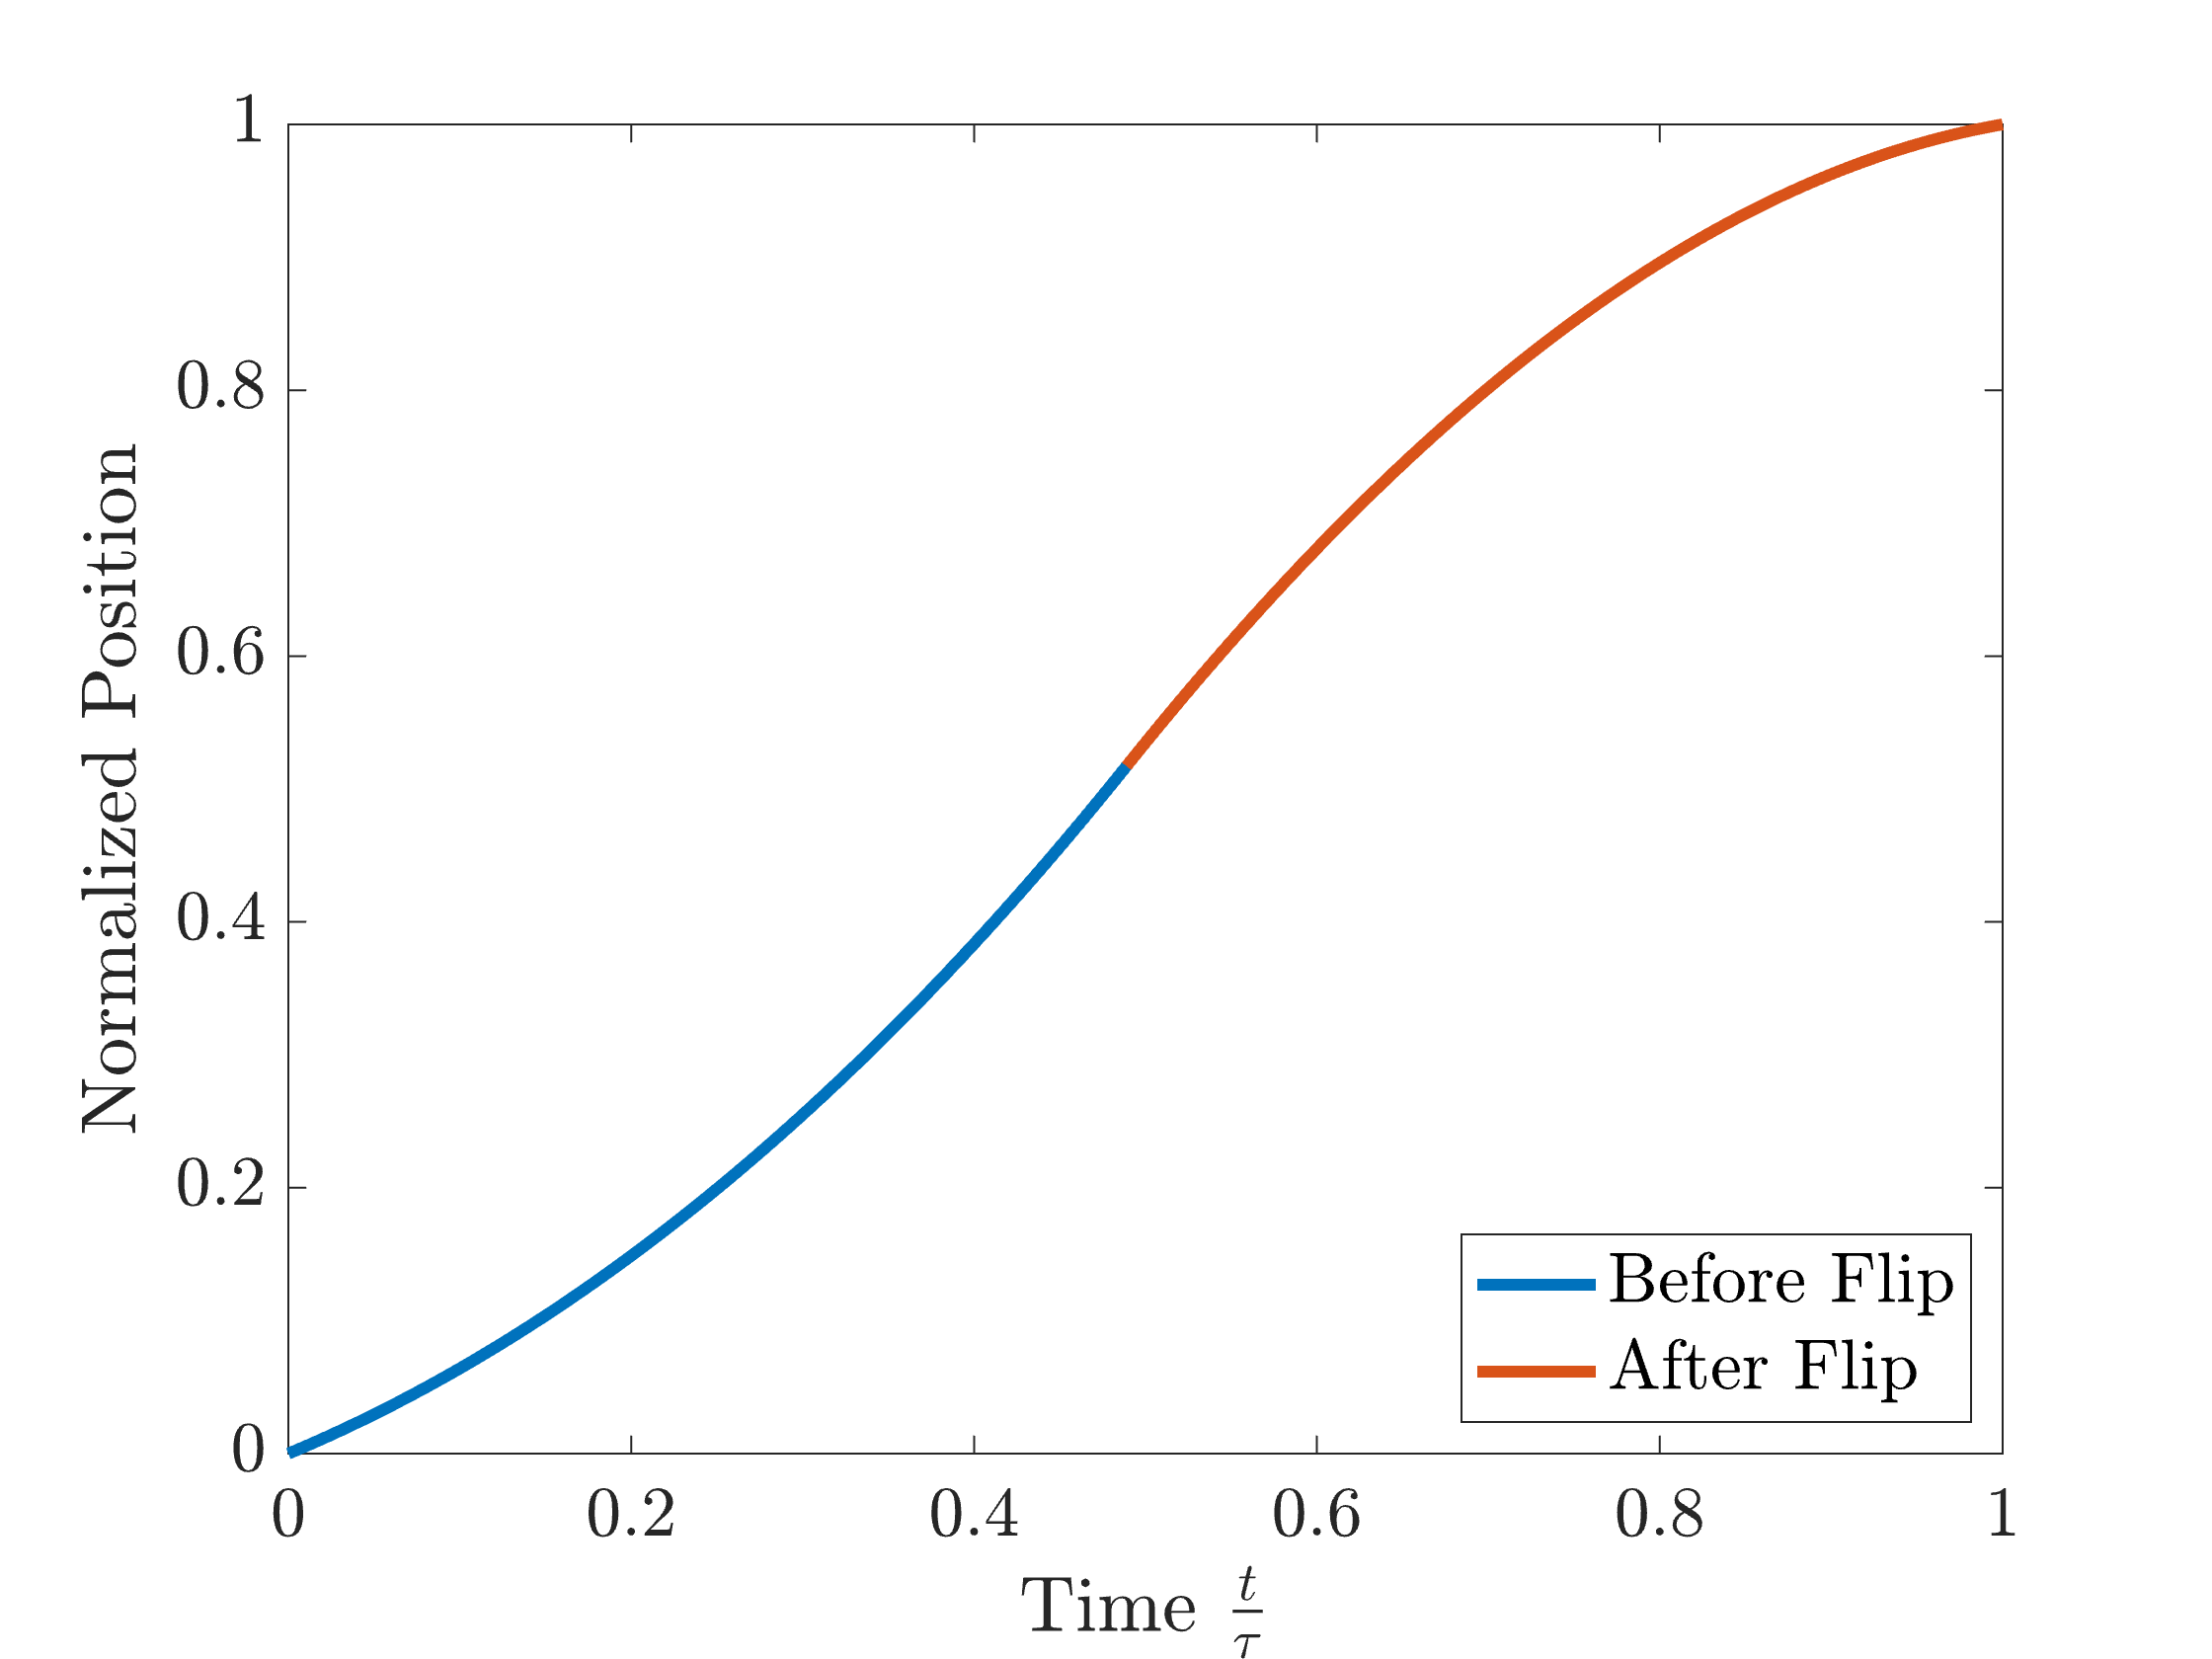 1
0.8
0.6
0.4
0.2
0
Normalized Position
0 0.2 0.4 0.6 0.8 1
Time t/τ
Before Flip
After Flip